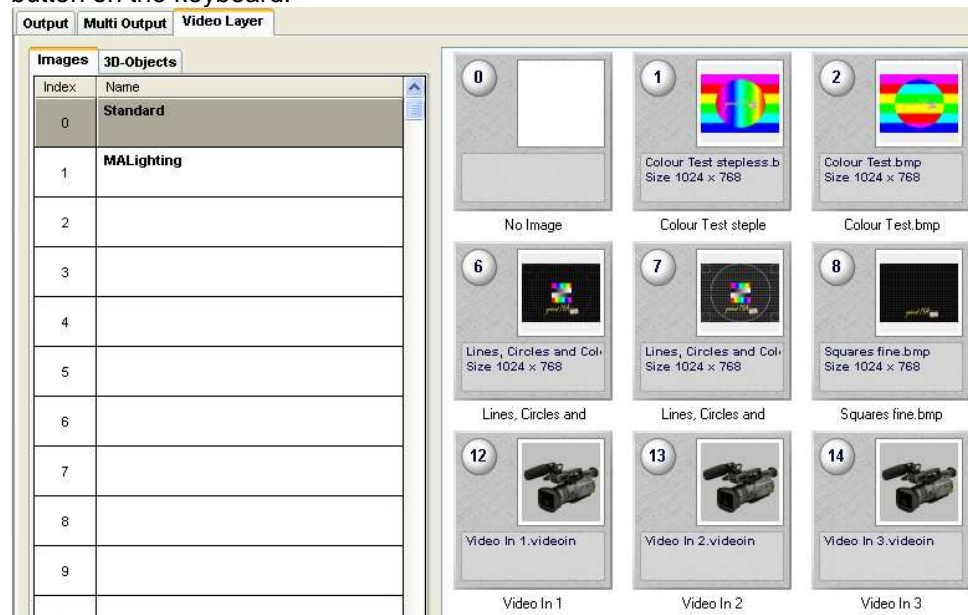 button on the keyboard.
Output Multi Output Video Layer
Images 3D-Objects
Index Name
0 Standard
1 MALighting
2
3
4
5
6
7
8
9
0
No Image
1
Colour Test stepless.b
Size 1024 x 768
Colour Test steple
2
Colour Test.bmp
Size 1024 x 768
Colour Test.bmp
6
Lines, Circles and Col
Size 1024 x 768
Lines, Circles and
7
Lines, Circles and Col
Size 1024 x 768
Lines, Circles and
8
Squares fine.bmp
Size 1024 x 768
Squares fine.bmp
12
Video In 1.videoin
Video In 1
13
Video In 2.videoin
Video In 2
14
Video In 3.videoin
Video In 3